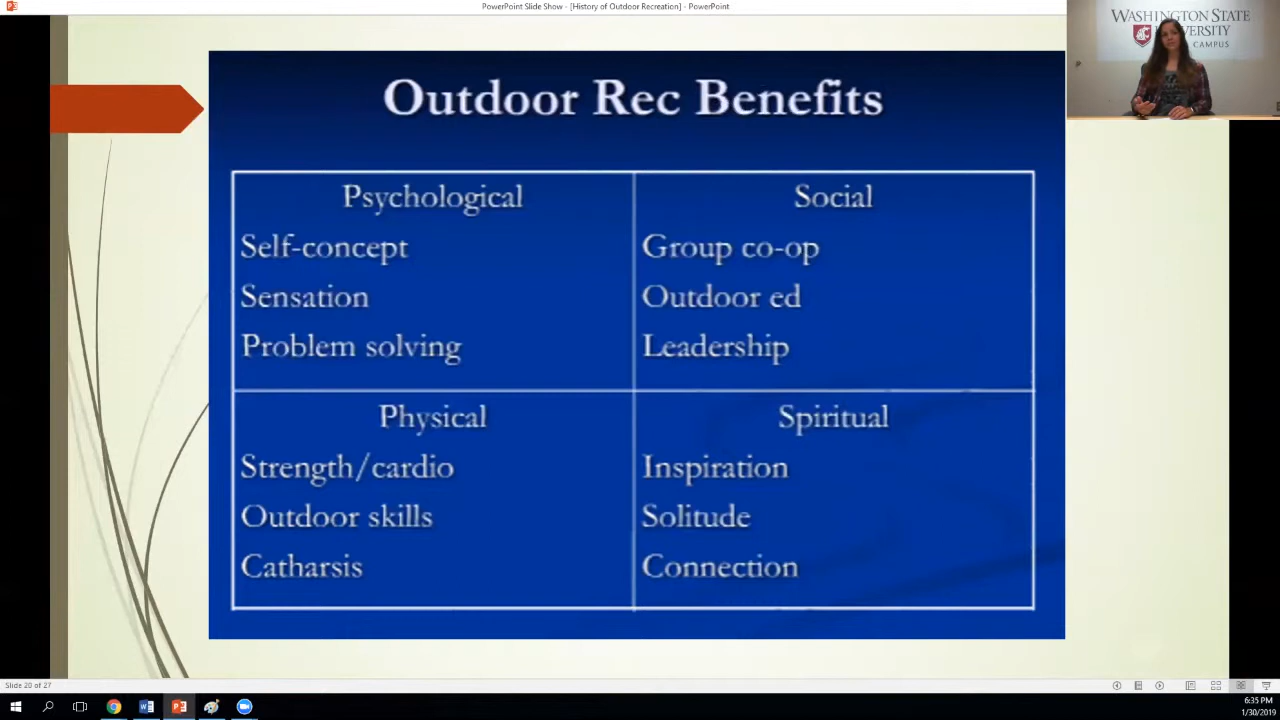 PowerPoint Slide Show - [History of Outdoor Recreation] - PowerPoint
WASHINGTON STATE
UNIVERSITY
CAMPUS
Outdoor Rec Benefits
Psychological
Self-concept
Sensation
Problem solving
Social
Group co-op
Outdoor ed
Leadership
Physical
Strength/cardio
Outdoor skills
Catharsis
Spiritual
Inspiration
Solitude
Connection
Slide 20 of 27
6:35 PM
1/30/2019